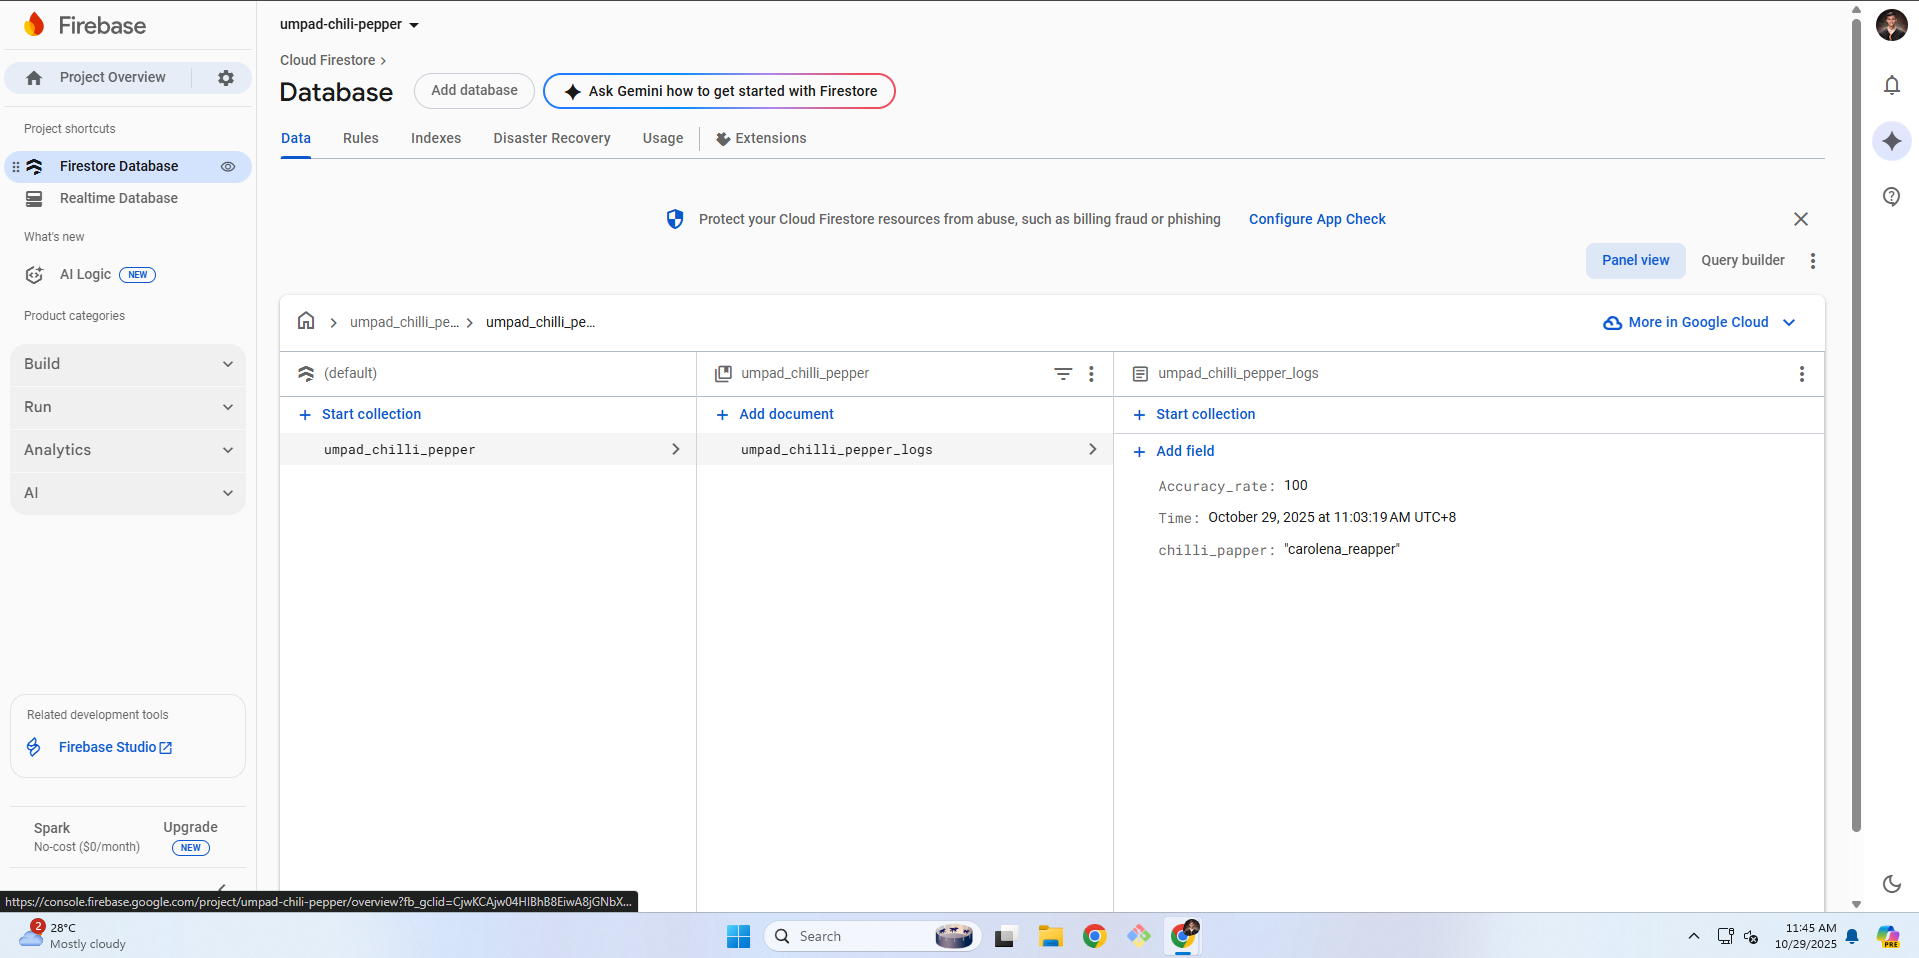 Firebase
umpad-chili-pepper
Project Overview
Cloud Firestore
Database
Add database
Ask Gemini how to get started with Firestore
Project shortcuts
Data Rules Indexes Disaster Recovery Usage Extensions
Firestore Database
Realtime Database
What's new
AI Logic NEW
Product categories
Build
Run
Analytics
AI
Protect your Cloud Firestore resources from abuse, such as billing fraud or phishing Configure App Check
Panel view Query builder
umpad_chilli_pe... umpad_chilli_pe...
More in Google Cloud
(default) umpad_chilli_pepper umpad_chilli_pepper_logs
Start collection Add document Start collection
umpad_chilli_pepper umpad_chilli_pepper_logs
Add field
Accuracy_rate: 100
Time: October 29, 2025 at 11:03:19 AM UTC+8
chilli_papper: "carolena_reapper"
Related development tools
Firebase Studio
Spark
No-cost ($0/month)
Upgrade
NEW
https://console.firebase.google.com/project/umpad-chili-pepper/overview?fb_gclid=CjwKCAjw04HIBhB8EiwA8jGNbX...
2
28°C
Mostly cloudy
Search
11:45 AM
10/29/2025
PRE